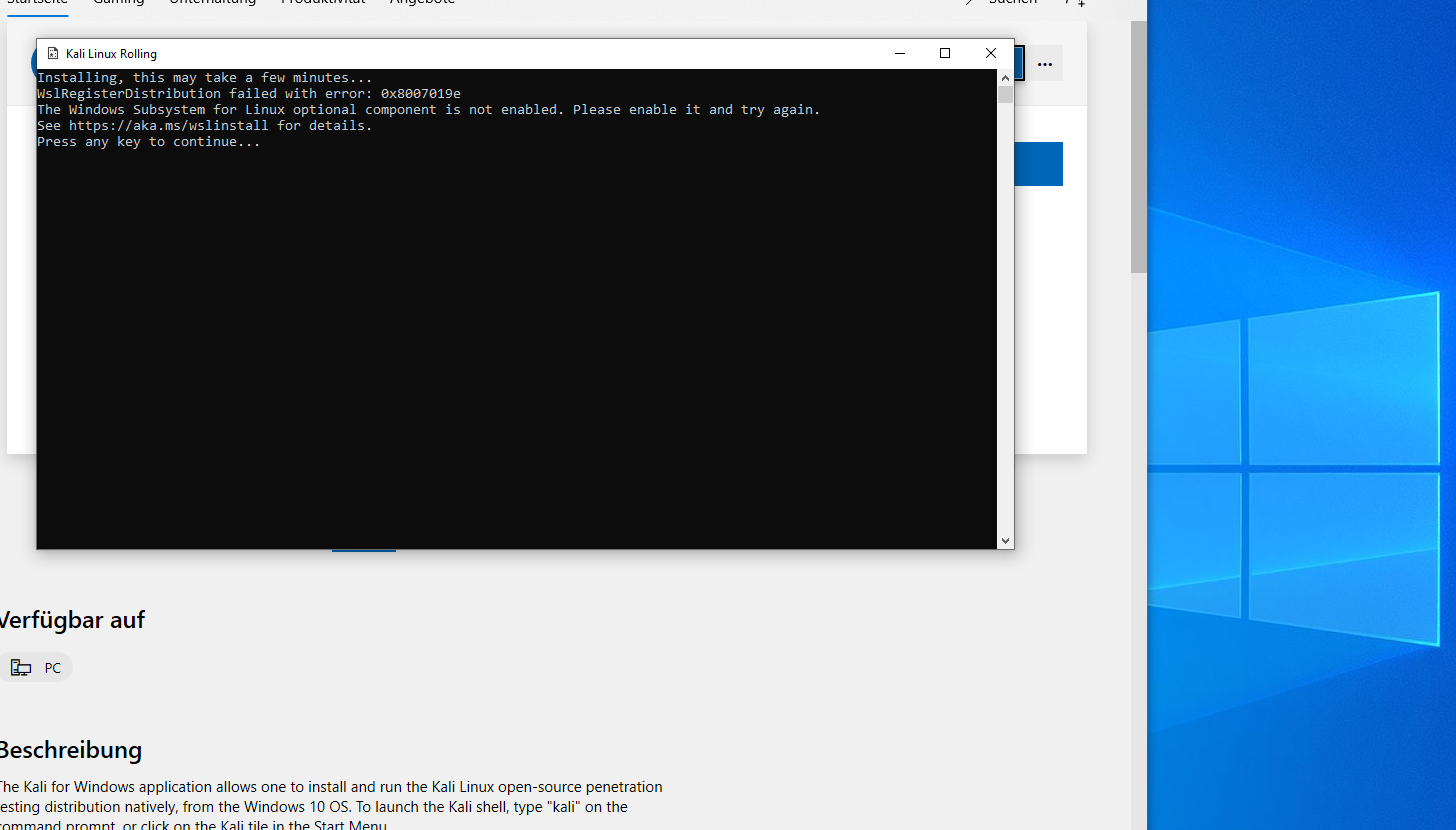 Startseite Gaming Unterhaltung Produktivität Angebote Suchen
Kali Linux Rolling
Installing, this may take a few minutes...
WslRegisterDistribution failed with error: 0x8007019e
The Windows Subsystem for Linux optional component is not enabled. Please enable it and try again.
See https://aka.ms/wslinstall for details.
Press any key to continue...
Verfügbar auf
PC
Beschreibung
The Kali for Windows application allows one to install and run the Kali Linux open-source penetration
testing distribution natively, from the Windows 10 OS. To launch the Kali shell, type "kali" on the
command prompt, or click on the Kali tile in the Start Menu.